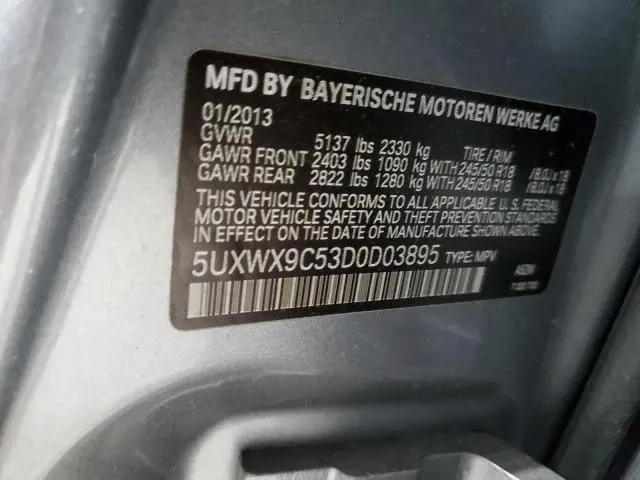 MFD BY BAYERISCHE MOTOREN WERKE AG
01/2013
GVWR 5137 lbs 2330 kg TIRE / RIM
GAWR FRONT 2403 lbs 1090 kg WITH 245/50 R18 / 8.0J x 18
GAWR REAR 2822 lbs 1280 kg WITH 245/50 R18 / 8.0J x 18
THIS VEHICLE CONFORMS TO ALL APPLICABLE U.S. FEDERAL
MOTOR VEHICLE SAFETY AND THEFT PREVENTION STANDARDS
IN EFFECT ON THE DATE OF MANUFACTURE SHOWN ABOVE.
5UXWX9C53D0D03895 TYPE: MPV